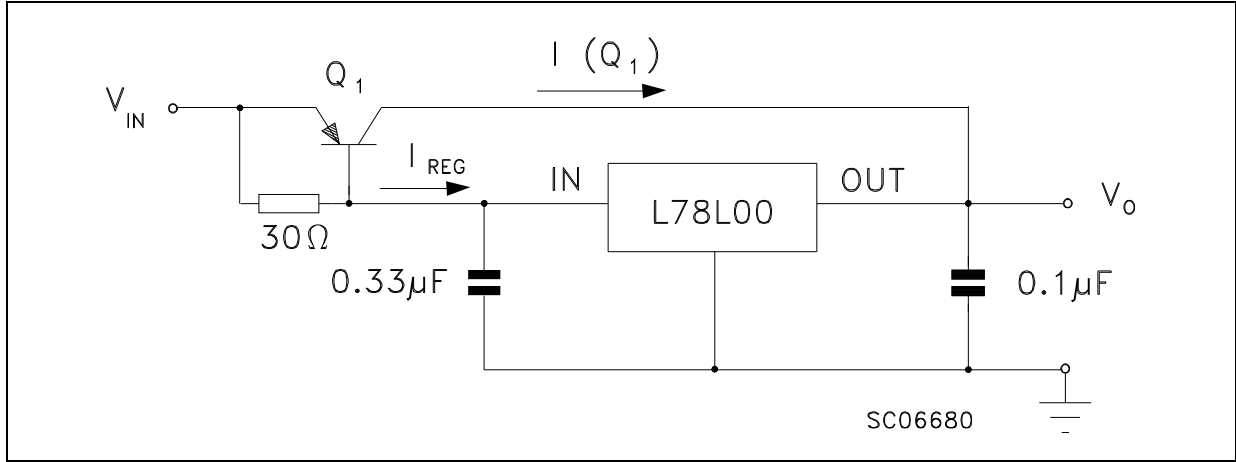 I (Q1)
Q1
VIN
IREG
IN
OUT
VO
L78L00
30Ω
0.33µF
0.1µF
SC06680